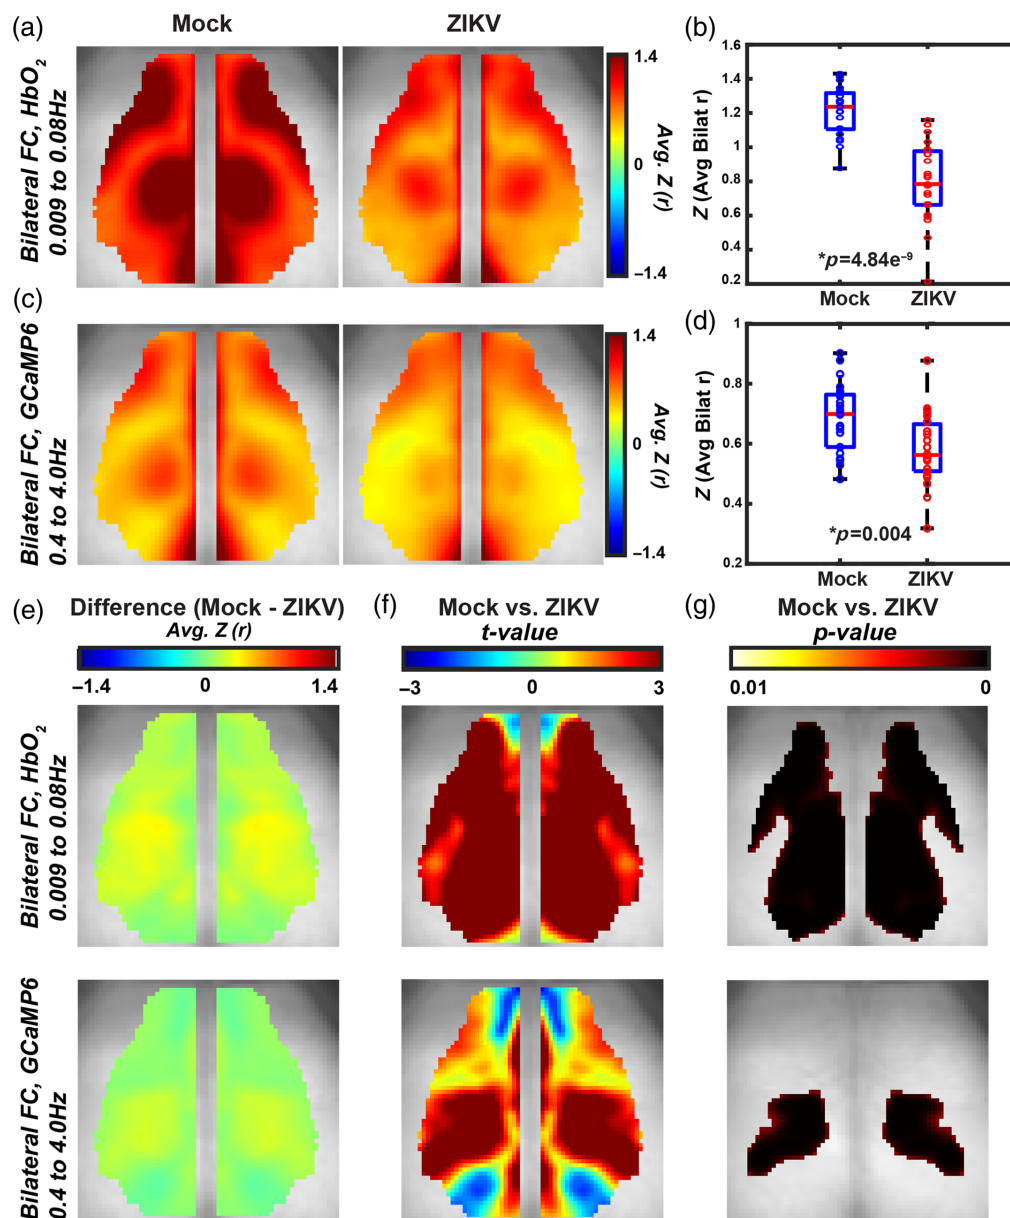 (a)
Mock
ZIKV
Bilateral FC, HbO₂
0.009 to 0.08Hz
1.4
0
−1.4
Avg. Z (r)
(b)
Z (Avg Bilat r)
1.6
1.4
1.2
1
0.8
0.6
0.4
0.2
*p=4.84e⁻⁹
Mock
ZIKV
(c)
Bilateral FC, GCaMP6
0.4 to 4.0Hz
1.4
0
−1.4
Avg. Z (r)
(d)
Z (Avg Bilat r)
1
0.8
0.6
0.4
0.2
*p=0.004
Mock
ZIKV
(e)
Difference (Mock - ZIKV)
Avg. Z (r)
−1.4
0
1.4
(f)
Mock vs. ZIKV
t-value
−3
0
3
(g)
Mock vs. ZIKV
p-value
0.01
0
Bilateral FC, HbO₂
0.009 to 0.08Hz
Bilateral FC, GCaMP6
0.4 to 4.0Hz